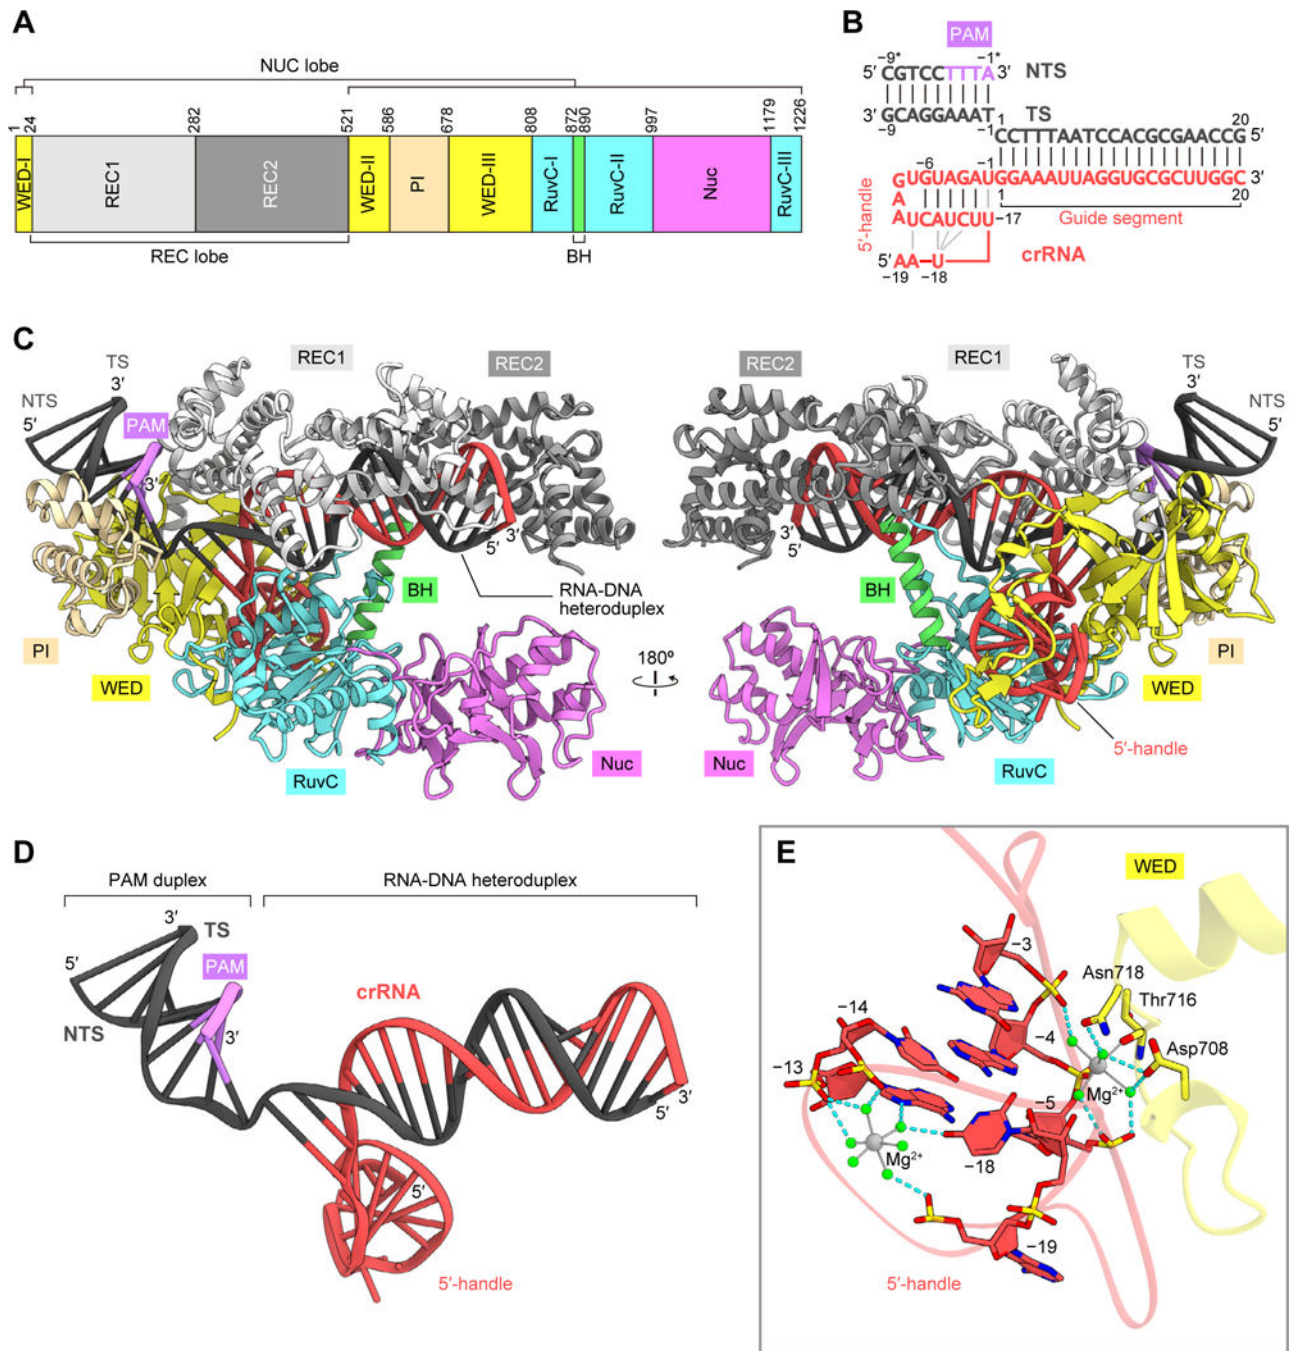 A
NUC lobe
1
24
282
521
586
678
808
872
890
997
1179
1226
WED-I
REC1
REC2
WED-II
PI
WED-III
RuvC-I
RuvC-II
Nuc
RuvC-III
REC lobe
BH
B
PAM
−9* −1*
5′ CGTCCTTTA 3′ NTS
3′ GCAGGAAAT 1 TS 20
−9 −1 CCTTTAATCCACGCGAACCG 5′
−6 −1
GUGUAGAUGGAAAUUAGGUGCGCUUGGC 3′
A 1 20
AUCAUCUU −17 Guide segment
5′-handle
crRNA
5′ AA U
−19 −18
C
TS
3′
NTS
5′
PAM
3′
REC1
REC2
5′ 3′
BH
RNA-DNA
heteroduplex
PI
WED
RuvC
Nuc
180º
REC2
REC1
TS
3′
NTS
5′
3′
5′
BH
PI
WED
5′-handle
Nuc
RuvC
D
PAM duplex
RNA-DNA heteroduplex
3′
TS
5′
PAM
NTS
3′
crRNA
5′
3′
5′
5′-handle
E
WED
−3
Asn718
Thr716
−14
−4
Asp708
−13
Mg2+
−5
Mg2+
−18
−19
5′-handle